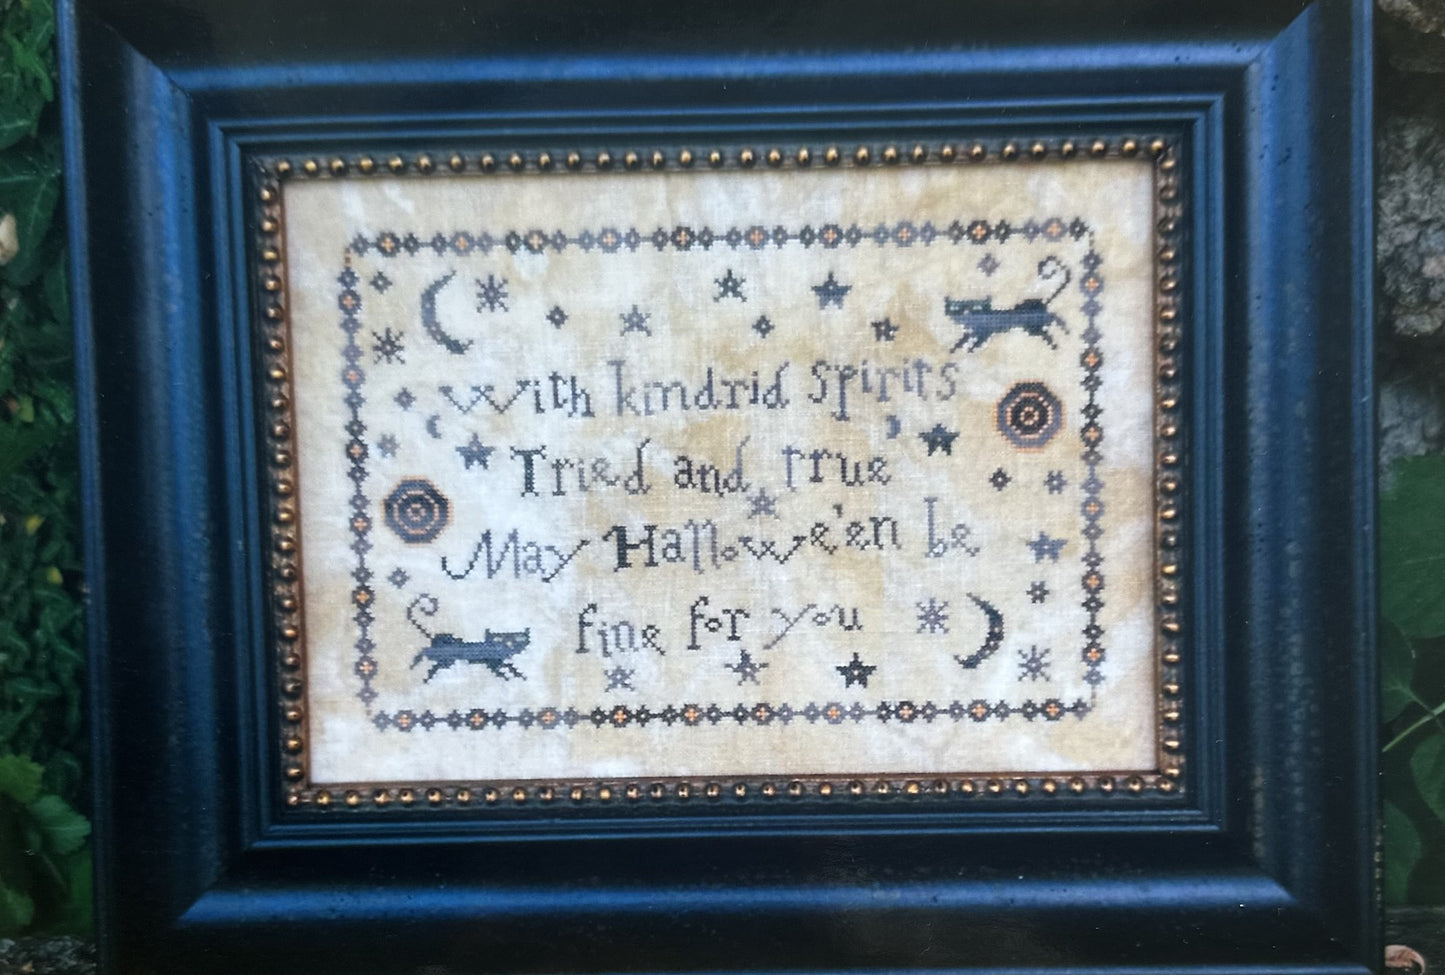 with kindrid spirits
Tried and true
May Hallowe'en be
fine for you